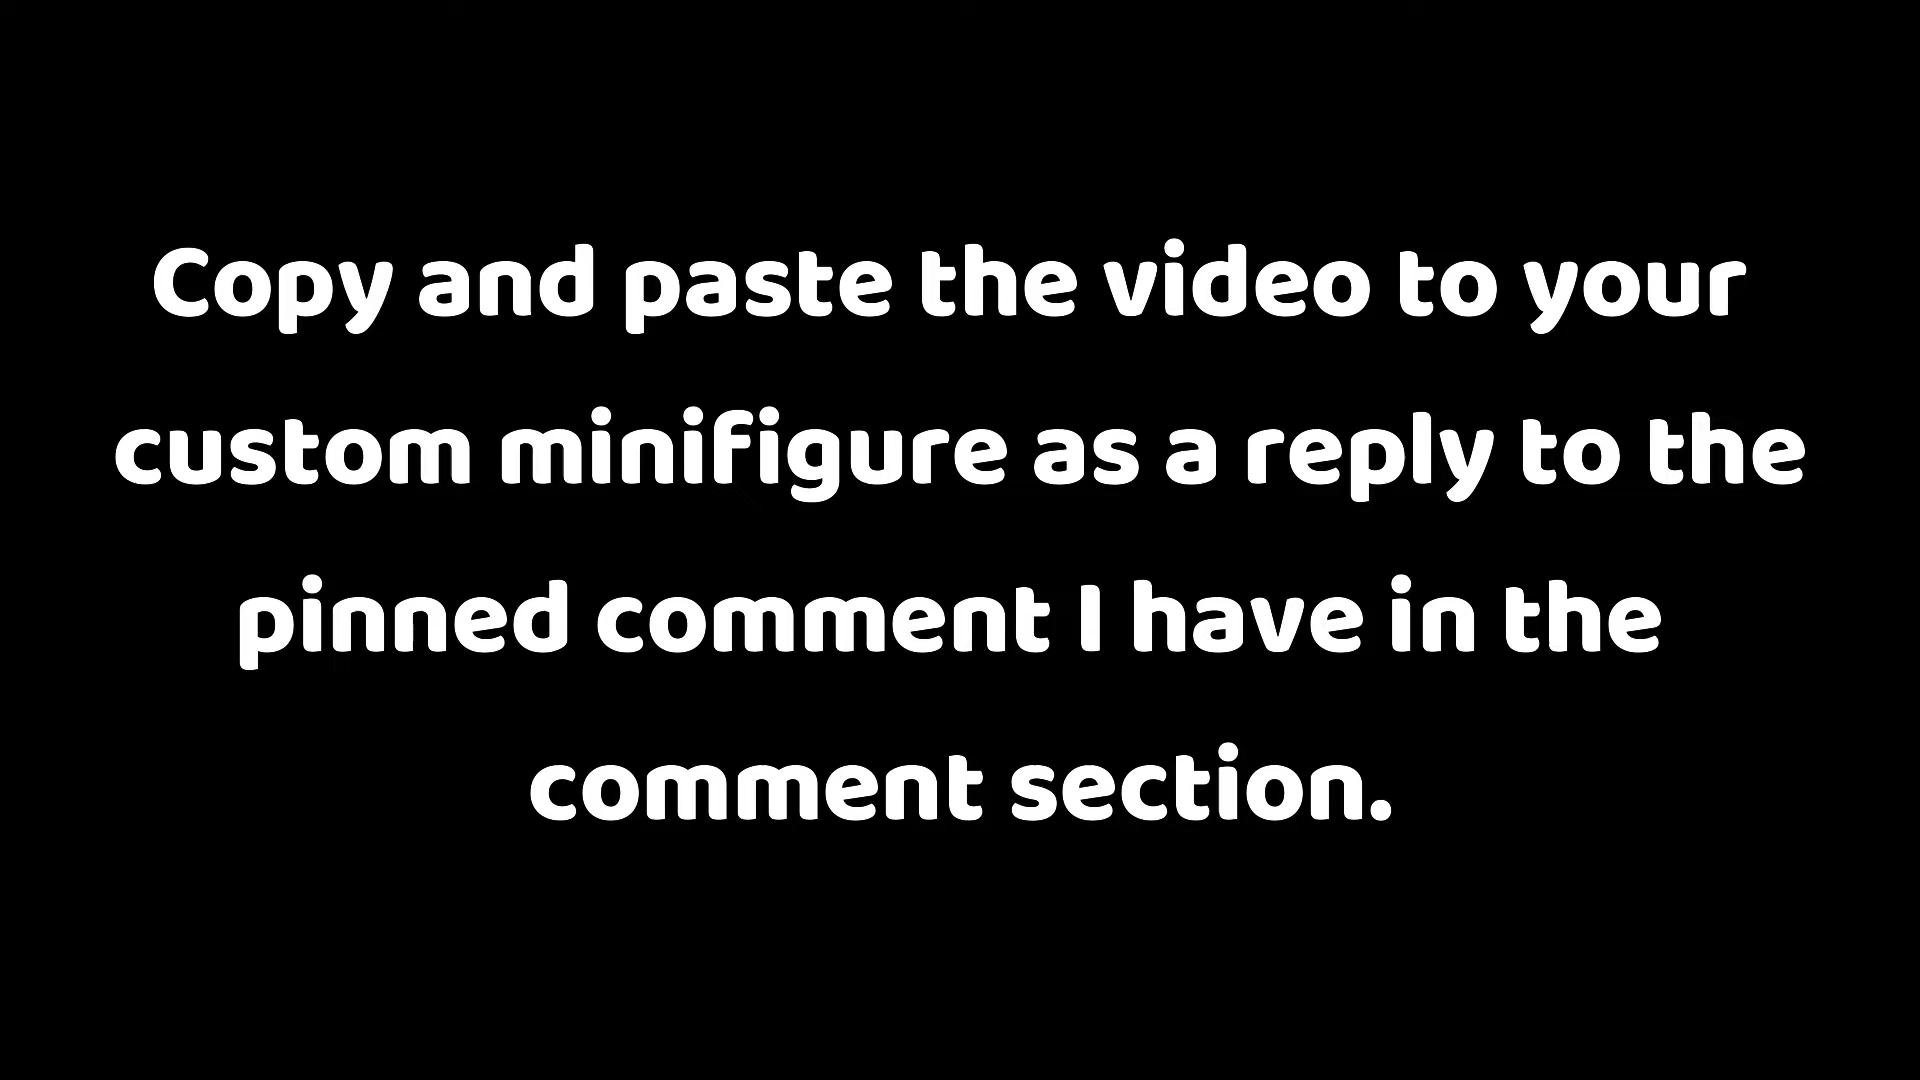 Copy and paste the video to your
custom minifigure as a reply to the
pinned comment I have in the
comment section.